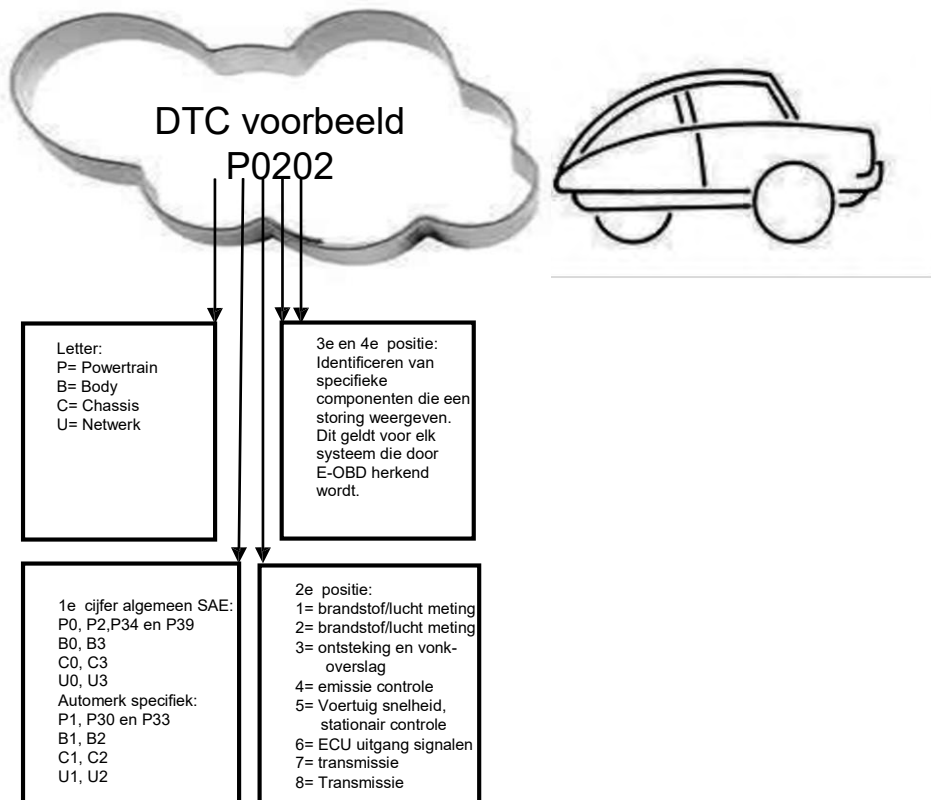 DTC voorbeeld
P0202
Letter:
P= Powertrain
B= Body
C= Chassis
U= Netwerk
3e en 4e positie:
Identificeren van
specifieke
componenten die een
storing weergeven.
Dit geldt voor elk
systeem die door
E-OBD herkend
wordt.
1e cijfer algemeen SAE:
P0, P2,P34 en P39
B0, B3
C0, C3
U0, U3
Automerk specifiek:
P1, P30 en P33
B1, B2
C1, C2
U1, U2
2e positie:
1= brandstof/lucht meting
2= brandstof/lucht meting
3= ontsteking en vonk-
overslag
4= emissie controle
5= Voertuig snelheid,
stationair controle
6= ECU uitgang signalen
7= transmissie
8= Transmissie